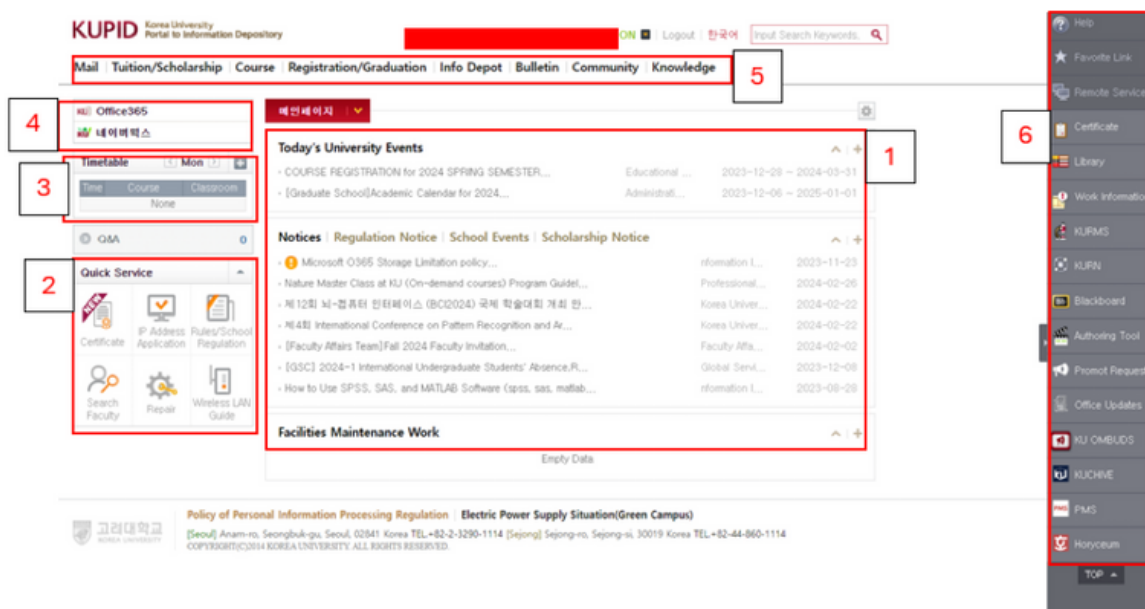 KUPID Korea University
Portal to Information Depository
ON Logout 한국어 Input Search Keywords.
Mail Tuition/Scholarship Course Registration/Graduation Info Depot Bulletin Community Knowledge
5
4
Office365
네이버웍스
3
Timetable Mon
Time Course Classroom
None
Q&A 0
2
Quick Service
NEW
Certificate
IP Address Application
Rules/School Regulation
Search Faculty
Repair
Wireless LAN Guide
메인페이지
1
Today's University Events
COURSE REGISTRATION for 2024 SPRING SEMESTER... Educational ... 2023-12-28 ~ 2024-03-31
[Graduate School]Academic Calendar for 2024... Administrati... 2023-12-06 ~ 2025-01-01
Notices Regulation Notice School Events Scholarship Notice
Microsoft O365 Storage Limitation policy... nformation I... 2023-11-23
Nature Master Class at KU (On-demand courses) Program Guidel... Professional... 2024-02-26
제12회 뇌-컴퓨터 인터페이스 (BCI2024) 국제 학술대회 개최 안... Korea Univer... 2024-02-22
제4회 International Conference on Pattern Recognition and Ar... Korea Univer... 2024-02-22
[Faculty Affairs Team]Fall 2024 Faculty Invitation... Faculty Affa... 2024-02-02
[GSC] 2024-1 International Undergraduate Students' Absence,R... Global Servi... 2023-12-08
How to Use SPSS, SAS, and MATLAB Software (spss, sas, matlab... nformation I... 2023-08-29
Facilities Maintenance Work
Empty Data
6
Help
Favorite Link
Remote Service
Certificate
Library
Work Information
KURMS
KURN
Blackboard
Authoring Tool
Promot Request
Office Updates
KU OMBUDS
KUCHIVE
PMS
Horyceum
TOP
고려대학교
KOREA UNIVERSITY
Policy of Personal Information Processing Regulation Electric Power Supply Situation(Green Campus)
[Seoul] Anam-ro, Seongbuk-gu, Seoul, 02841 Korea TEL.+82-2-3290-1114 [Sejong] Sejong-ro, Sejong-si, 30019 Korea TEL.+82-44-860-1114
COPYRIGHT(C)2014 KOREA UNIVERSITY. ALL RIGHTS RESERVED.